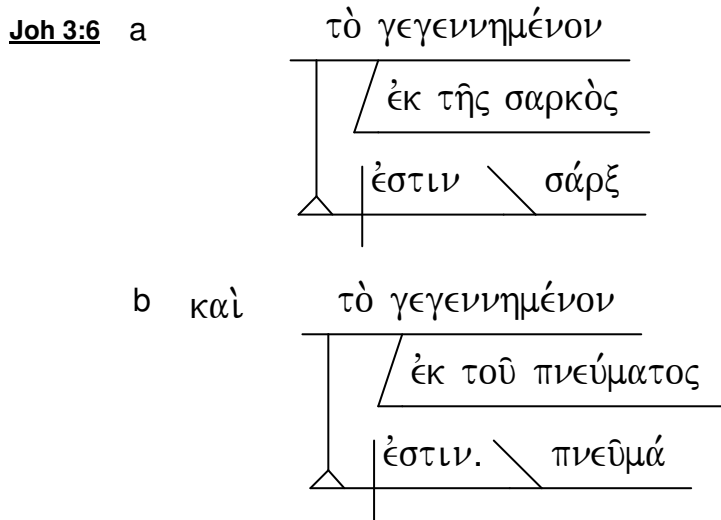 Joh 3:6 a τὸ γεγεννημένον
ἐκ τῆς σαρκὸς
ἐστιν σάρξ
b καὶ τὸ γεγεννημένον
ἐκ τοῦ πνεύματος
ἐστιν. πνεῦμά